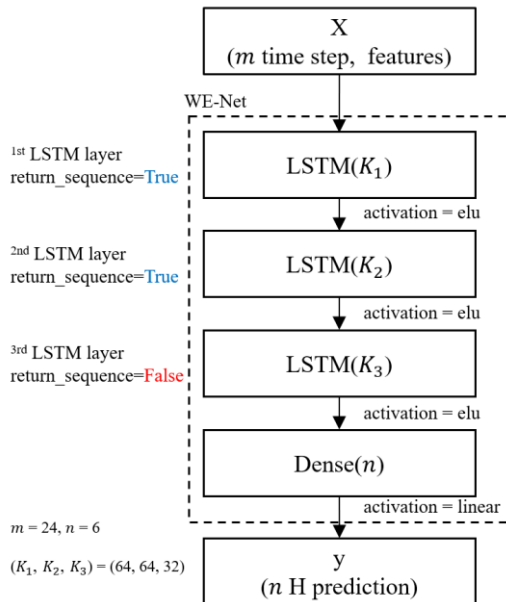 X
(m time step, features)
WE-Net
1st LSTM layer
return_sequence=True
LSTM(K₁)
activation = elu
2nd LSTM layer
return_sequence=True
LSTM(K₂)
activation = elu
3rd LSTM layer
return_sequence=False
LSTM(K₃)
activation = elu
Dense(n)
activation = linear
m = 24, n = 6
(K₁, K₂, K₃) = (64, 64, 32)
y
(n H prediction)